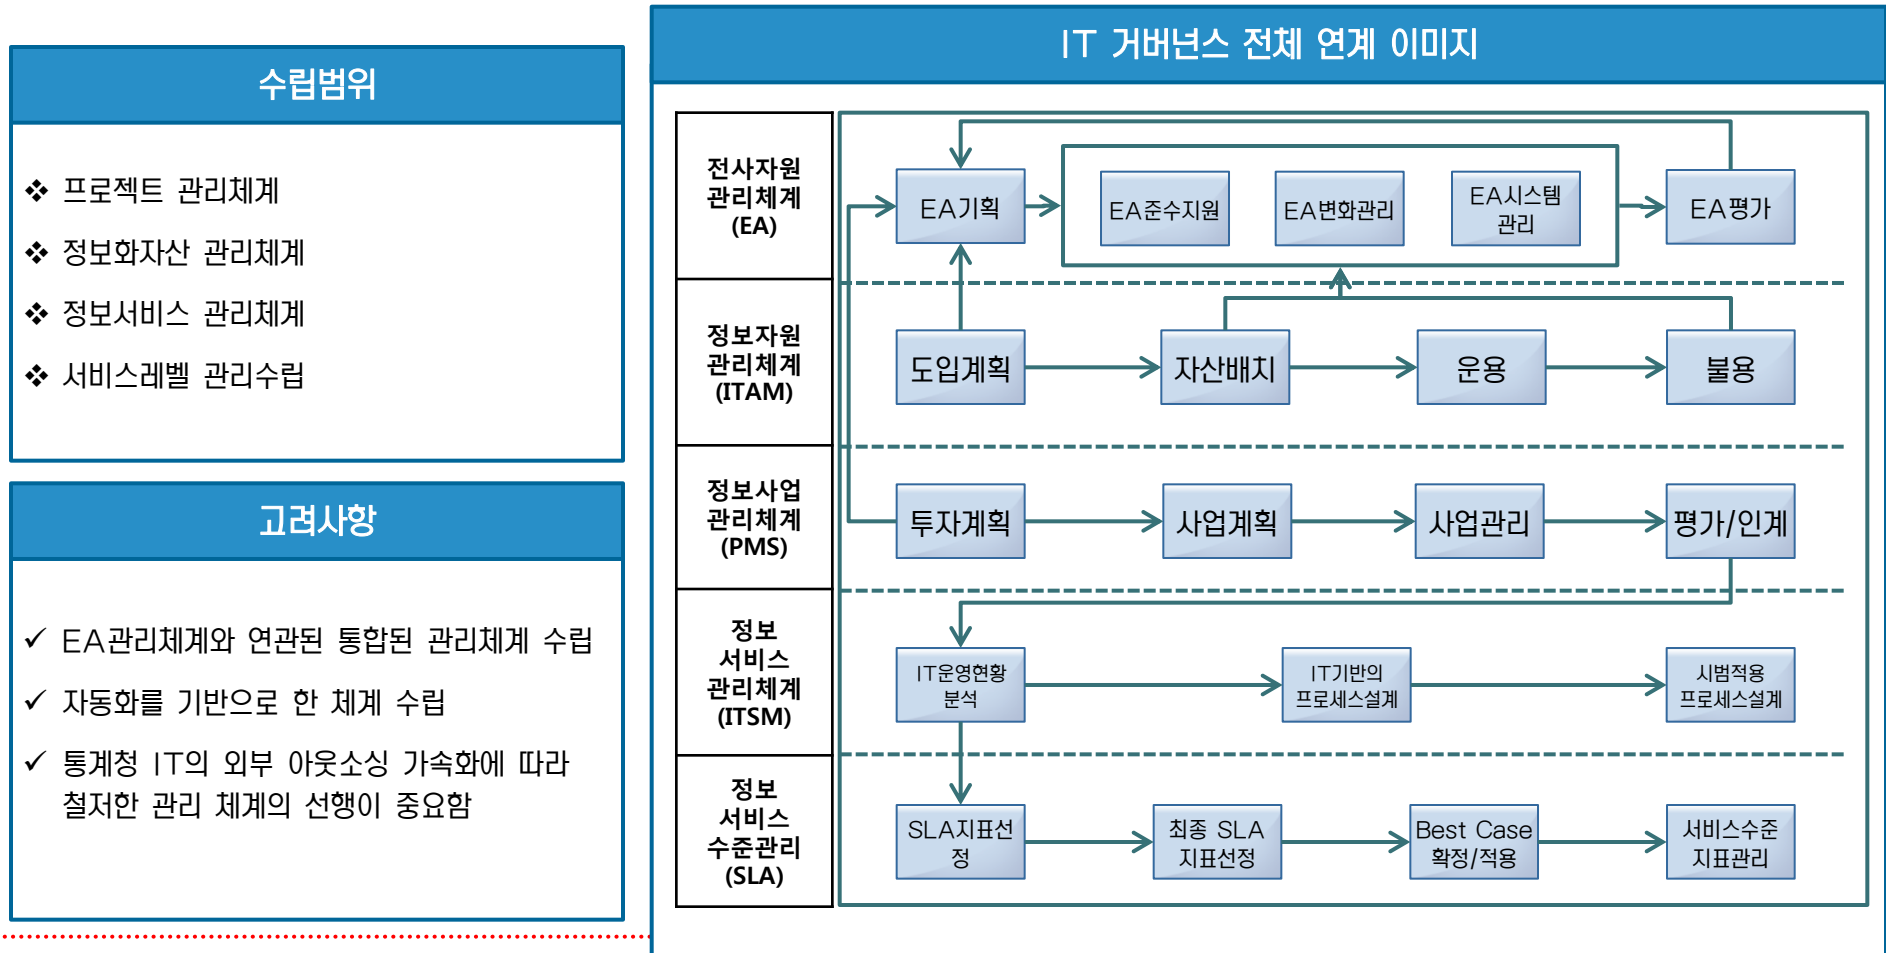 수립범위
❖ 프로젝트 관리체계
❖ 정보화자산 관리체계
❖ 정보서비스 관리체계
❖ 서비스레벨 관리수립
고려사항
✓ EA관리체계와 연관된 통합된 관리체계 수립
✓ 자동화를 기반으로 한 체계 수립
✓ 통계청 IT의 외부 아웃소싱 가속화에 따라
철저한 관리 체계의 선행이 중요함
IT 거버넌스 전체 연계 이미지
전사자원
관리체계
(EA)
EA기획
EA준수지원
EA변화관리
EA시스템
관리
EA평가
정보자원
관리체계
(ITAM)
도입계획
자산배치
운용
불용
정보사업
관리체계
(PMS)
투자계획
사업계획
사업관리
평가/인계
정보
서비스
관리체계
(ITSM)
IT운영현황
분석
IT기반의
프로세스설계
시범적용
프로세스설계
정보
서비스
수준관리
(SLA)
SLA지표선
정
최종 SLA
지표선정
Best Case
확정/적용
서비스수준
지표관리